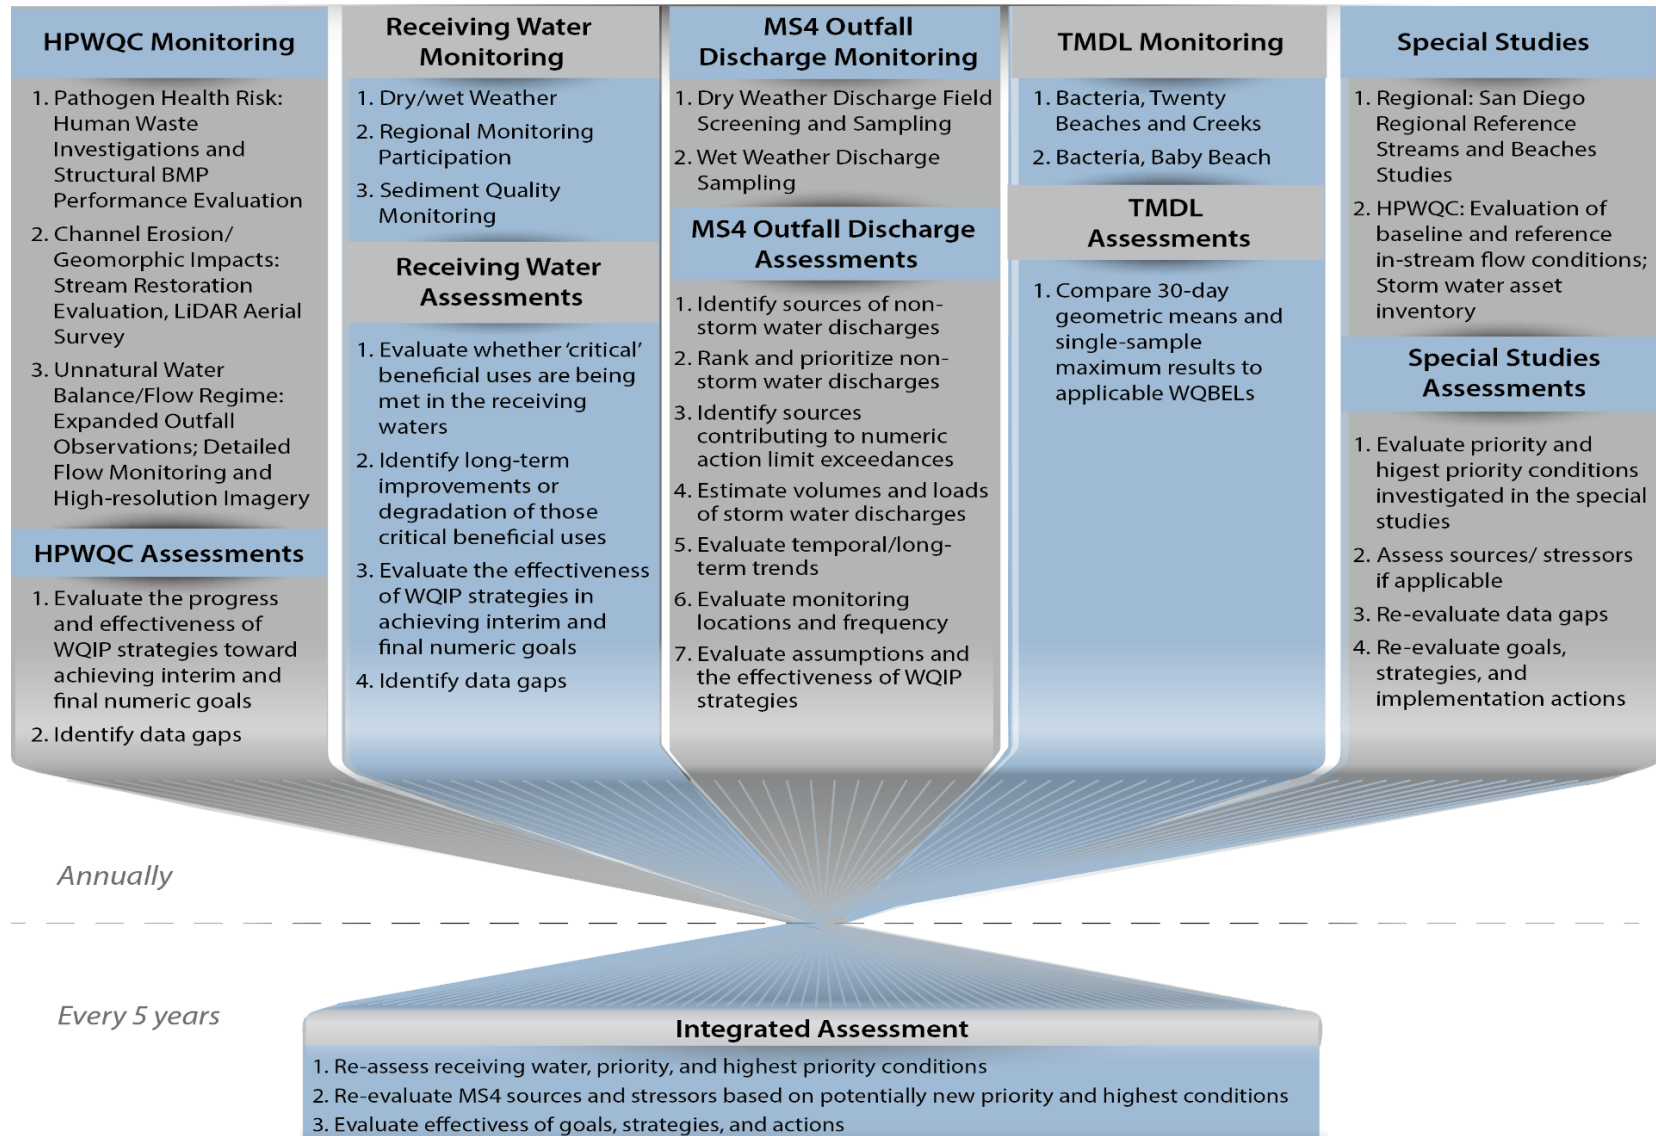 HPWQC Monitoring
1. Pathogen Health Risk:
Human Waste
Investigations and
Structural BMP
Performance Evaluation
2. Channel Erosion/
Geomorphic Impacts:
Stream Restoration
Evaluation, LiDAR Aerial
Survey
3. Unnatural Water
Balance/Flow Regime:
Expanded Outfall
Observations; Detailed
Flow Monitoring and
High-resolution Imagery
HPWQC Assessments
1. Evaluate the progress
and effectiveness of
WQIP strategies toward
achieving interim and
final numeric goals
2. Identify data gaps
Receiving Water
Monitoring
1. Dry/wet Weather
2. Regional Monitoring
Participation
3. Sediment Quality
Monitoring
Receiving Water
Assessments
1. Evaluate whether ‘critical’
beneficial uses are being
met in the receiving
waters
2. Identify long-term
improvements or
degradation of those
critical beneficial uses
3. Evaluate the effectiveness
of WQIP strategies in
achieving interim and
final numeric goals
4. Identify data gaps
MS4 Outfall
Discharge Monitoring
1. Dry Weather Discharge Field
Screening and Sampling
2. Wet Weather Discharge
Sampling
MS4 Outfall Discharge
Assessments
1. Identify sources of non-
storm water discharges
2. Rank and prioritize non-
storm water discharges
3. Identify sources
contributing to numeric
action limit exceedances
4. Estimate volumes and loads
of storm water discharges
5. Evaluate temporal/long-
term trends
6. Evaluate monitoring
locations and frequency
7. Evaluate assumptions and
the effectiveness of WQIP
strategies
TMDL Monitoring
1. Bacteria, Twenty
Beaches and Creeks
2. Bacteria, Baby Beach
TMDL
Assessments
1. Compare 30-day
geometric means and
single-sample
maximum results to
applicable WQBELs
Special Studies
1. Regional: San Diego
Regional Reference
Streams and Beaches
Studies
2. HPWQC: Evaluation of
baseline and reference
in-stream flow conditions;
Storm water asset
inventory
Special Studies
Assessments
1. Evaluate priority and
higest priority conditions
investigated in the special
studies
2. Assess sources/ stressors
if applicable
3. Re-evaluate data gaps
4. Re-evaluate goals,
strategies, and
implementation actions
Annually
Every 5 years
Integrated Assessment
1. Re-assess receiving water, priority, and highest priority conditions
2. Re-evaluate MS4 sources and stressors based on potentially new priority and highest conditions
3. Evaluate effectivess of goals, strategies, and actions